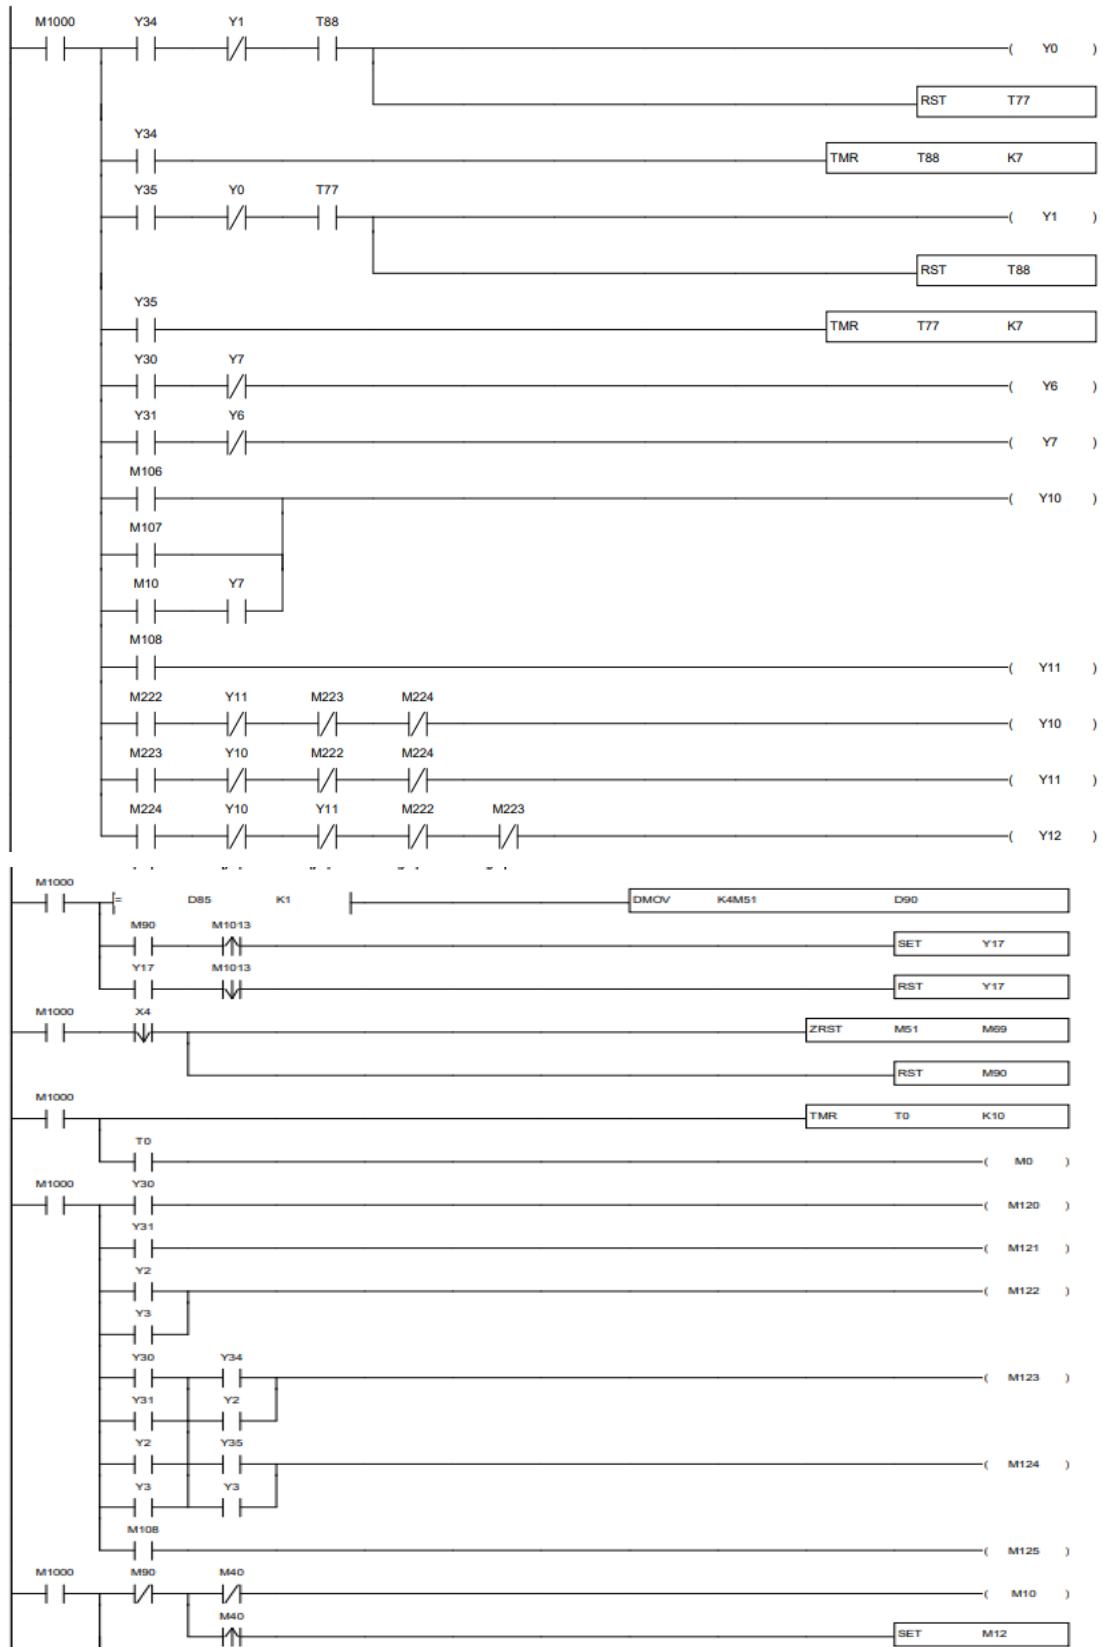 M1000 Y34 Y1 T88
( Y0 )
RST T77
Y34
TMR T88 K7
Y35 Y0 T77
( Y1 )
RST T88
Y35
TMR T77 K7
Y30 Y7
( Y6 )
Y31 Y6
( Y7 )
M106
( Y10 )
M107
M10 Y7
M108
( Y11 )
M222 Y11 M223 M224
( Y10 )
M223 Y10 M222 M224
( Y11 )
M224 Y10 Y11 M222 M223
( Y12 )
M1000
= D85 K1 DMOV K4M51 D90
M90 M1013
SET Y17
Y17 M1013
RST Y17
M1000 X4
ZRST M51 M69
RST M90
M1000
TMR T0 K10
T0
( M0 )
M1000 Y30
( M120 )
Y31
( M121 )
Y2
( M122 )
Y3
Y30 Y34
( M123 )
Y31 Y2
Y2 Y35
( M124 )
Y3 Y3
M108
( M125 )
M1000 M90 M40
( M10 )
M40
SET M12